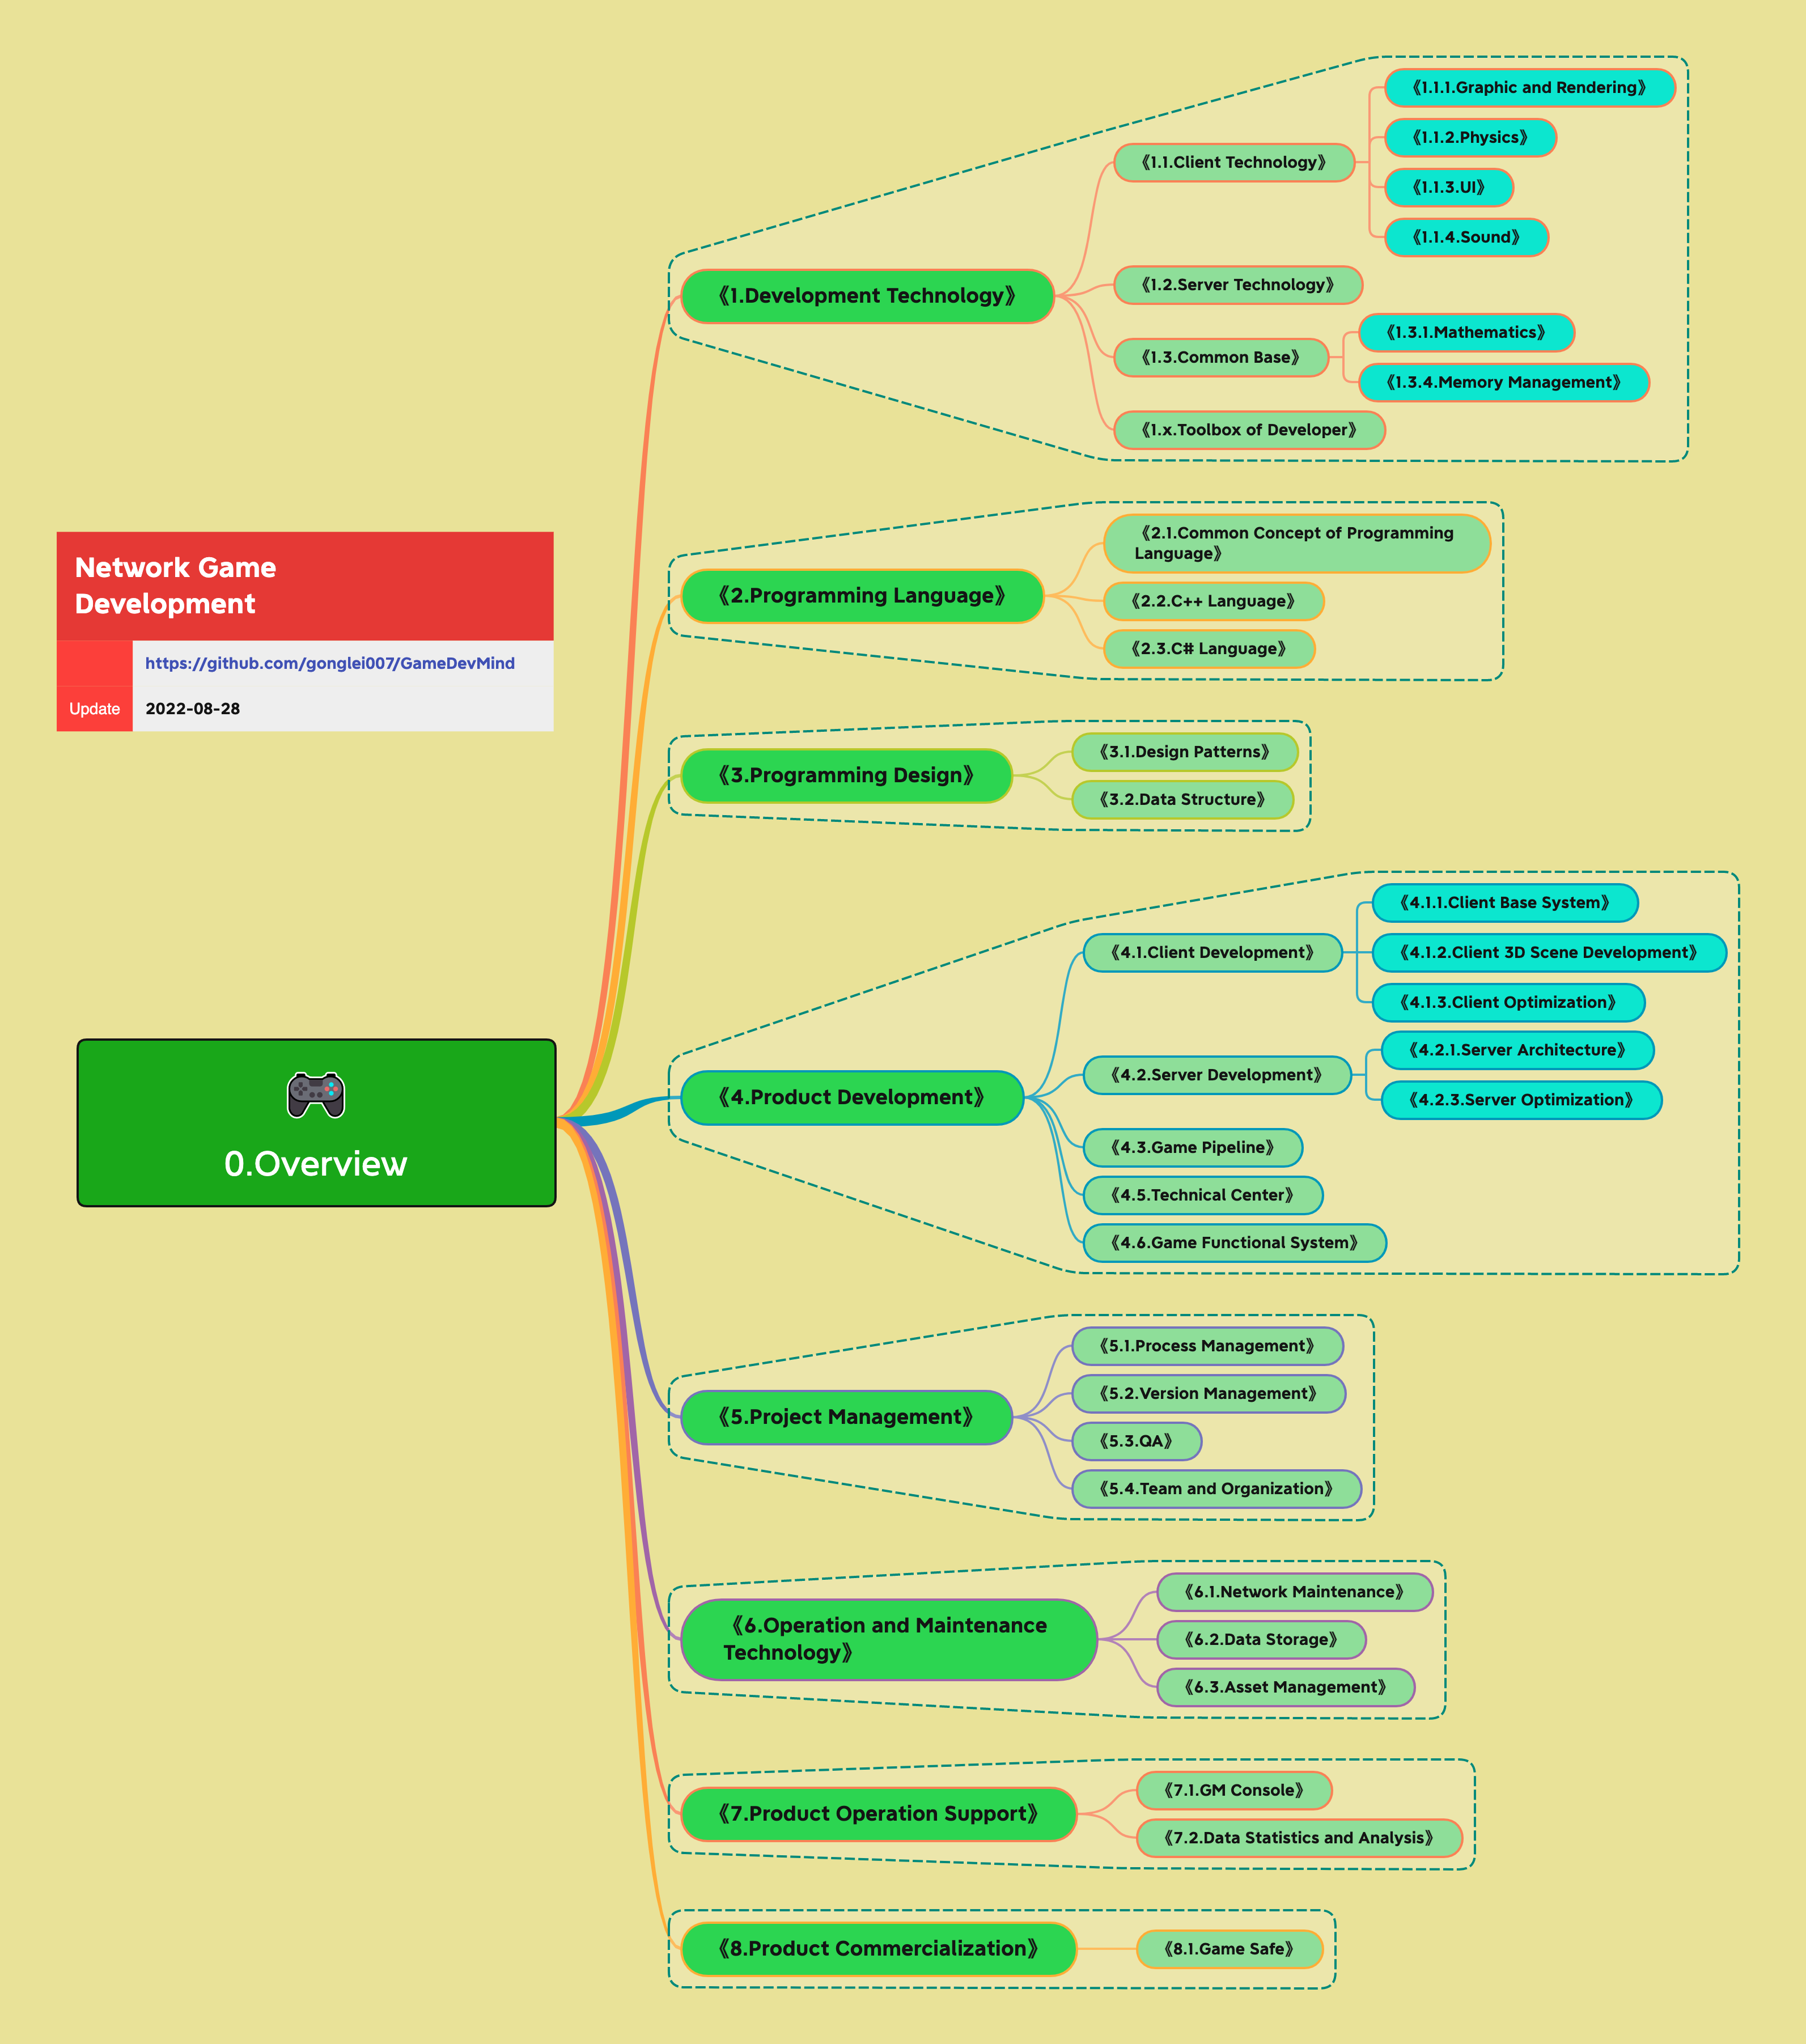 Network Game
Development
https://github.com/gonglei007/GameDevMind
Update 2022-08-28
0.Overview
《1.Development Technology》
《1.1.Client Technology》
《1.1.1.Graphic and Rendering》
《1.1.2.Physics》
《1.1.3.UI》
《1.1.4.Sound》
《1.2.Server Technology》
《1.3.Common Base》
《1.3.1.Mathematics》
《1.3.4.Memory Management》
《1.x.Toolbox of Developer》
《2.Programming Language》
《2.1.Common Concept of Programming
Language》
《2.2.C++ Language》
《2.3.C# Language》
《3.Programming Design》
《3.1.Design Patterns》
《3.2.Data Structure》
《4.Product Development》
《4.1.Client Development》
《4.1.1.Client Base System》
《4.1.2.Client 3D Scene Development》
《4.1.3.Client Optimization》
《4.2.Server Development》
《4.2.1.Server Architecture》
《4.2.3.Server Optimization》
《4.3.Game Pipeline》
《4.5.Technical Center》
《4.6.Game Functional System》
《5.Project Management》
《5.1.Process Management》
《5.2.Version Management》
《5.3.QA》
《5.4.Team and Organization》
《6.Operation and Maintenance
Technology》
《6.1.Network Maintenance》
《6.2.Data Storage》
《6.3.Asset Management》
《7.Product Operation Support》
《7.1.GM Console》
《7.2.Data Statistics and Analysis》
《8.Product Commercialization》
《8.1.Game Safe》